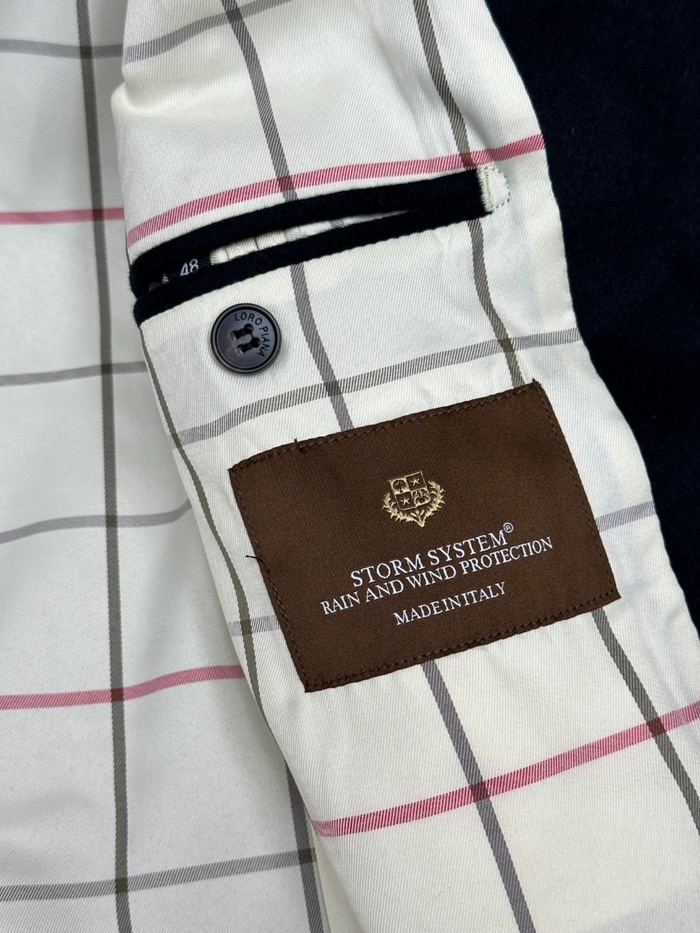 48
LORO PIANA
STORM SYSTEM®
RAIN AND WIND PROTECTION
MADE IN ITALY